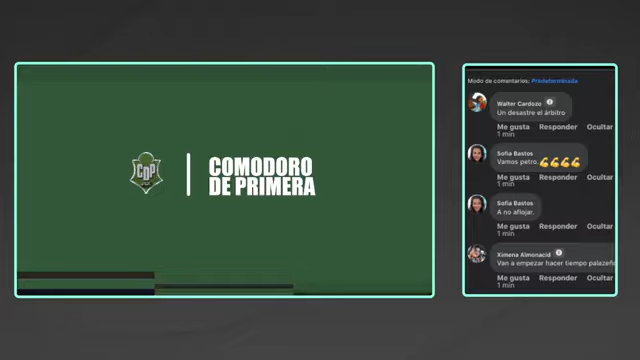 CDP
COMODORO
DE PRIMERA
Modo de comentarios: Predeterminada
Walter Cardozo
Un desastre el árbitro
Me gusta Responder Ocultar
1 min
Sofia Bastos
Vamos petro.💪💪💪💪
Me gusta Responder Ocultar
1 min
Sofia Bastos
A no aflojar.
Me gusta Responder Ocultar
1 min
Ximena Almonacid
Van a empezar hacer tiempo palazeño
Me gusta Responder Ocultar
1 min